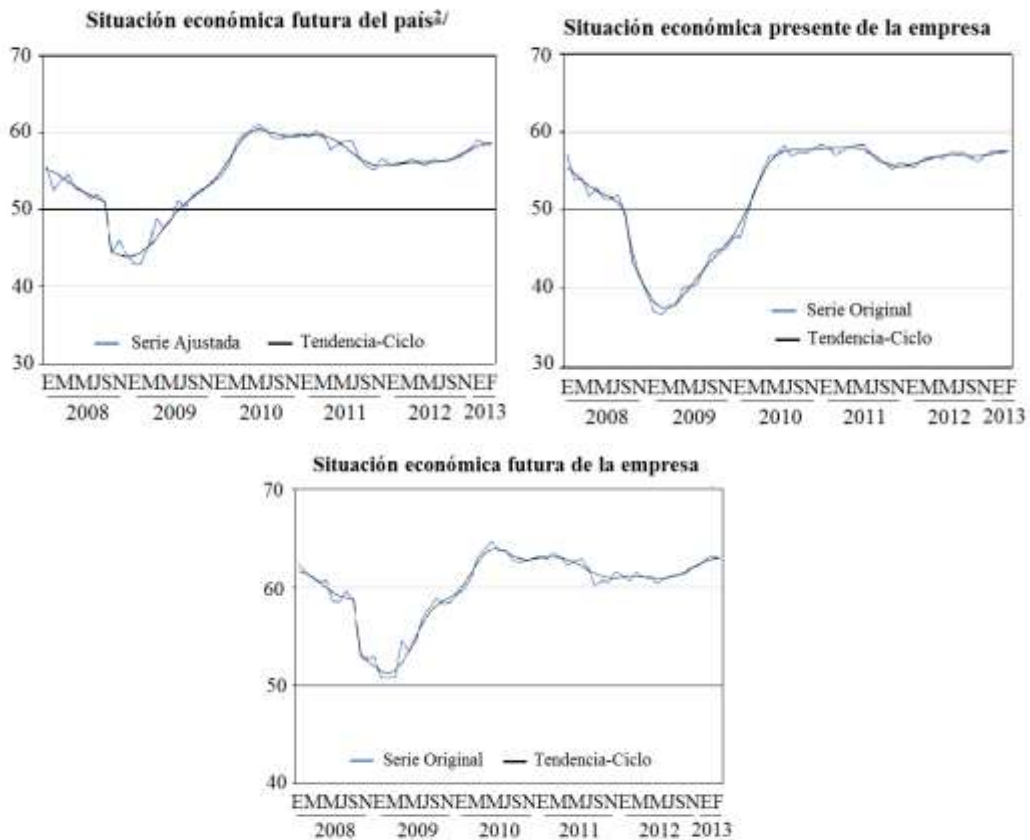 Situación económica futura del país2/
70
60
50
40
30
Serie Ajustada Tendencia-Ciclo
EMMJSNEMMJSNEMMJSNEMMJSNEMMJSNEF
2008 2009 2010 2011 2012 2013
Situación económica presente de la empresa
70
60
50
40
30
Serie Original
Tendencia-Ciclo
EMMJSNEMMJSNEMMJSNEMMJSNEMMJSNEF
2008 2009 2010 2011 2012 2013
Situación económica futura de la empresa
70
60
50
40
Serie Original Tendencia-Ciclo
EMMJSNEMMJSNEMMJSNEMMJSNEMMJSNEF
2008 2009 2010 2011 2012 2013